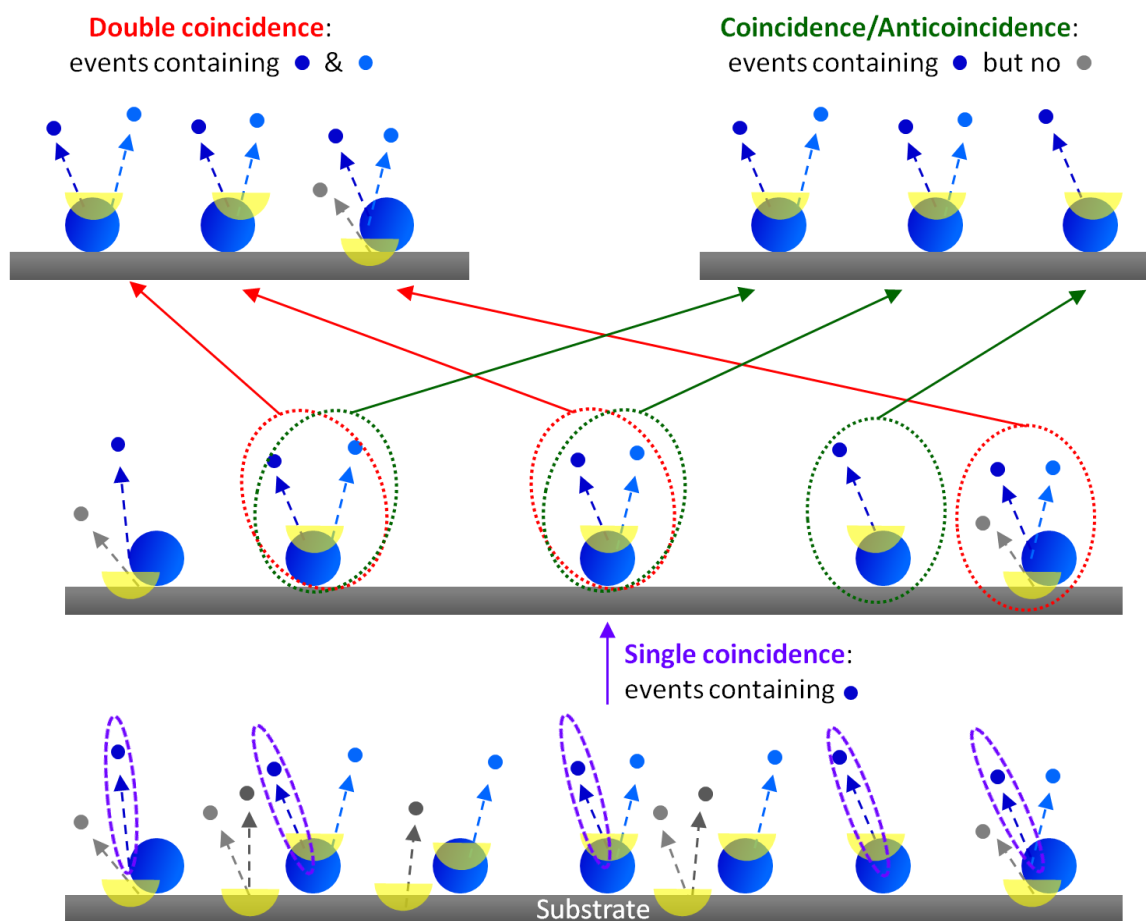 Double coincidence:
events containing &
Coincidence/Anticoincidence:
events containing but no
Single coincidence:
events containing
Substrate